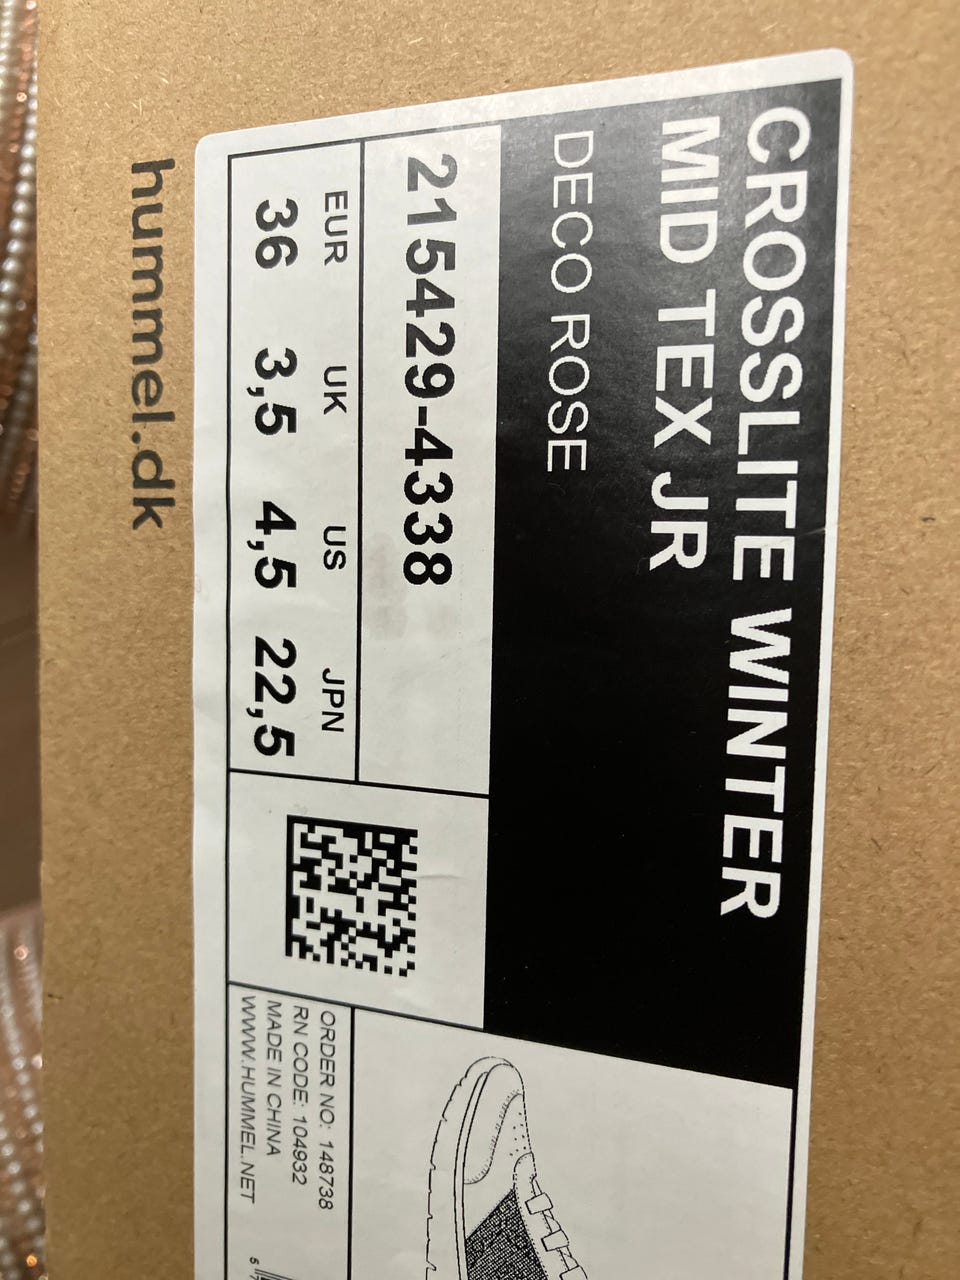 CROSSLITE WINTER
MID TEX JR
DECO ROSE
215429-4338
EUR UK US JPN
36 3,5 4,5 22,5
ORDER NO: 148738
RN CODE: 104932
MADE IN CHINA
WWW.HUMMEL.NET
hummel.dk